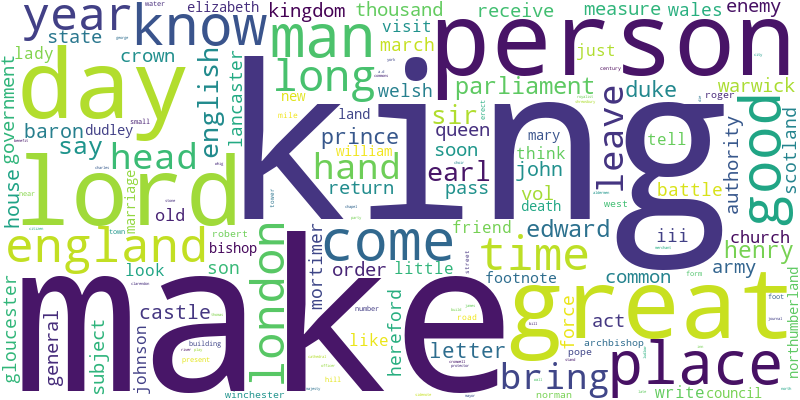 year know elizabeth kingdom thousand receive measure wales enemy
state visit
lady crown man march person just
government day long welsh parliament duke warwick
baron dudley english lancaster king sir leave good scotland
say prince queen mary tell
house head hand william soon john think authority
lord earl
marriage return pass vol battle
old death west
bishop friend edward iii church
england come time henry
robert son mortimer order little footnote common army
look
gloucester castle like force act northumberland
general subject johnson make london hereford letter great
pope archbishop place
bring
winchester norman write council
new land mile roger small town near building present hill road number century water george tower street form foot journal